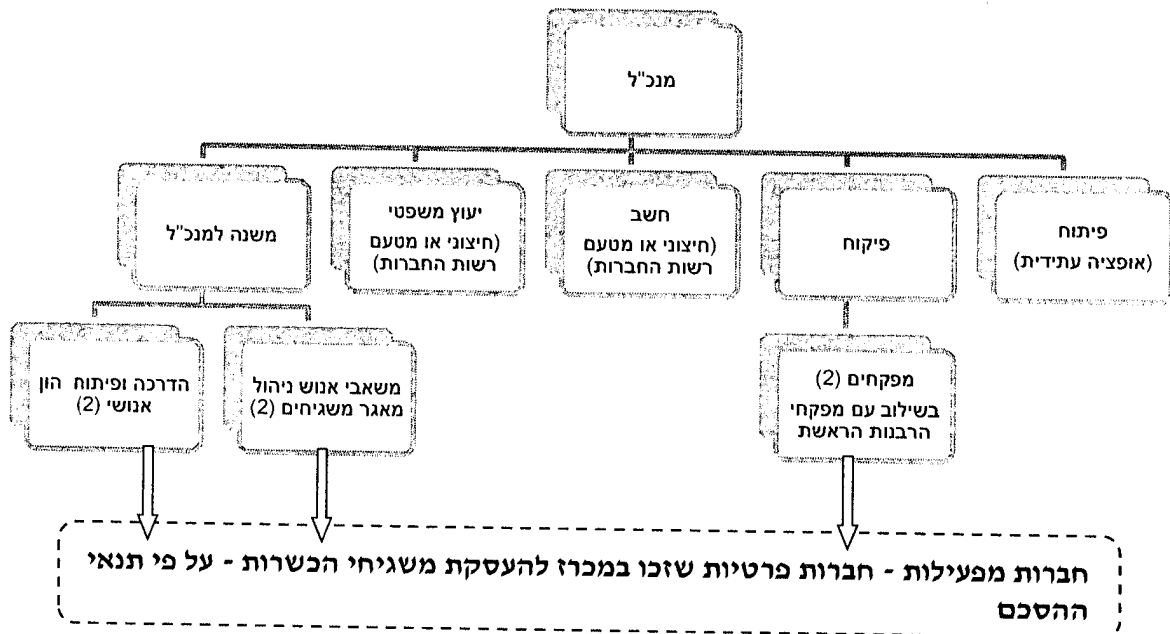 מנכ"ל
פיתוח
(אופציה עתידית)
פיקוח
חשב
(חיצוני או מטעם
רשות החברות)
יעוץ משפטי
(חיצוני או מטעם
רשות החברות)
משנה למנכ"ל
מפקחים (2)
בשילוב עם מפקחי
הרבנות הראשת
משאבי אנוש ניהול
מאגר משגיחים (2)
הדרכה ופיתוח הון
אנושי (2)
חברות מפעילות - חברות פרטיות שזכו במכרז להעסקת משגיחי הכשרות - על פי תנאי
ההסכם